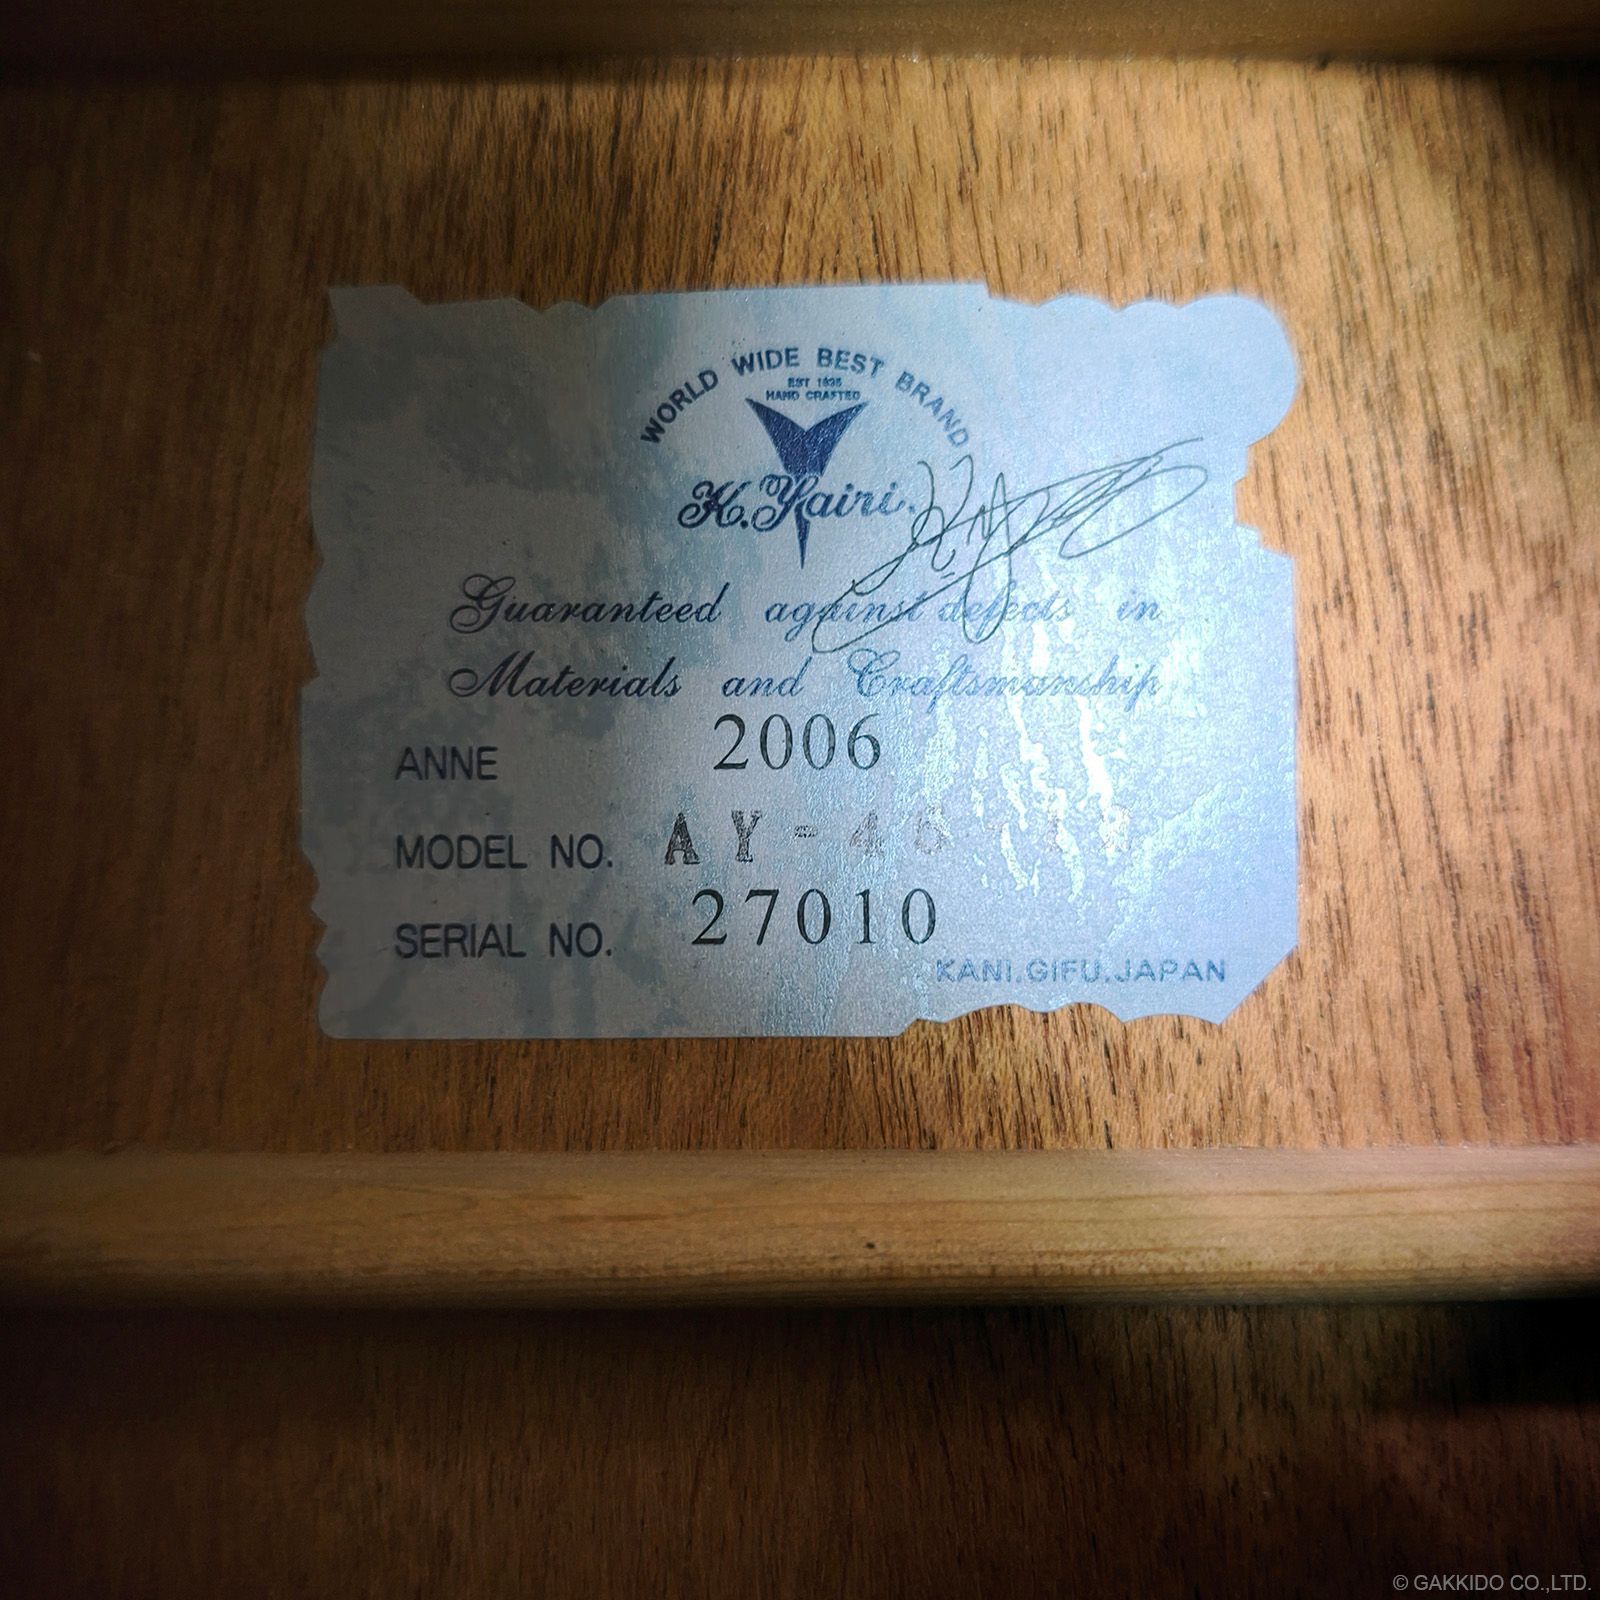 WORLD WIDE BEST BRAND
EST 1935
HAND CRAFTED
K.Yairi.
Guaranteed against defects in
Materials and Craftsmanship
ANNE 2006
MODEL NO. AY-45
SERIAL NO. 27010
KANI.GIFU.JAPAN
© GAKKIDO CO.,LTD.